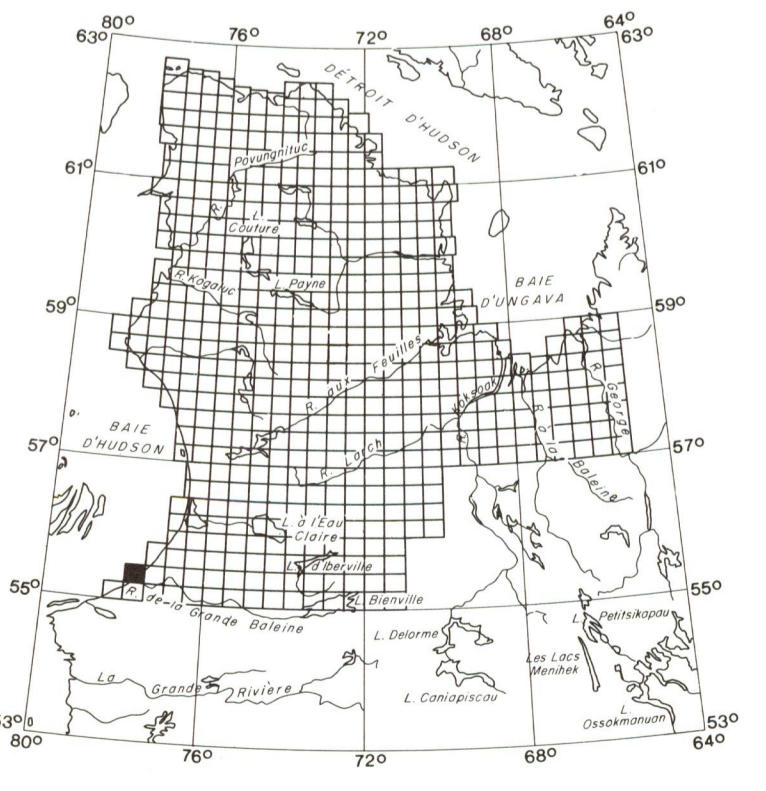 80°
76°
72°
68°
64°
63°
63°
DÉTROIT D'HUDSON
Povungnituc
61°
61°
R.
L.
Couture
R. Kogaluc
L. Payne
BAIE
D'UNGAVA
59°
59°
R. aux Feuilles
Koksoak
R.
R. George
R. à la Baleine
BAIE
D'HUDSON
57°
57°
R. Larch
L. à l'Eau
Claire
L. d'Iberville
55°
55°
R. de-la Grande Baleine
L. Bienville
L. Petitsikapau
L. Delorme
Les Lacs
Menihek
La Grande Rivière
L. Caniapiscau
L.
Ossokmanuan
53°
53°
80°
76°
72°
68°
64°